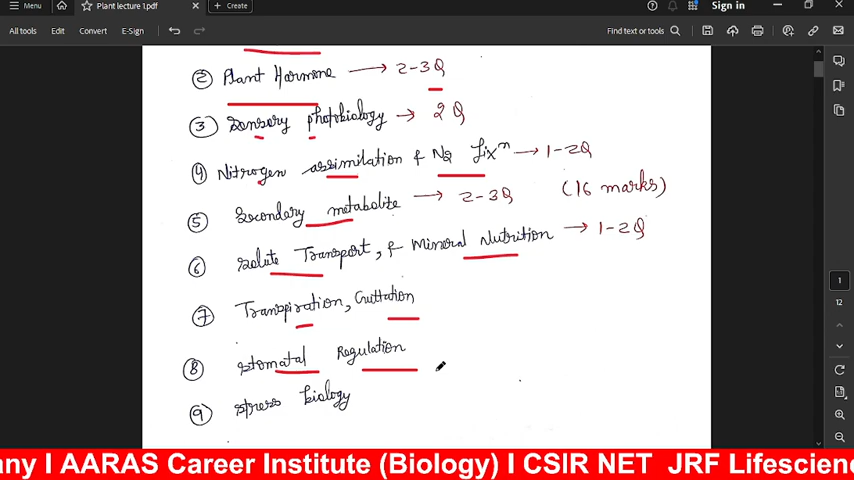 Menu
Plant lecture 1.pdf
Create
Sign in
All tools
Edit
Convert
E-Sign
Find text or tools
② Plant Harmone → 2-3Q
③ Sensory photobiology → 2Q
④ Nitrogen assimilation & N2 fixn → 1-2Q
⑤ Secondary metabolite → 2-3Q (16 marks)
⑥ Solute Transport, & Mineral Nutrition → 1-2Q
⑦ Transpiration, Guttation
⑧ Stomatal Regulation
⑨ Stress biology
1
12
any I AARAS Career Institute (Biology) I CSIR NET JRF Lifescienc